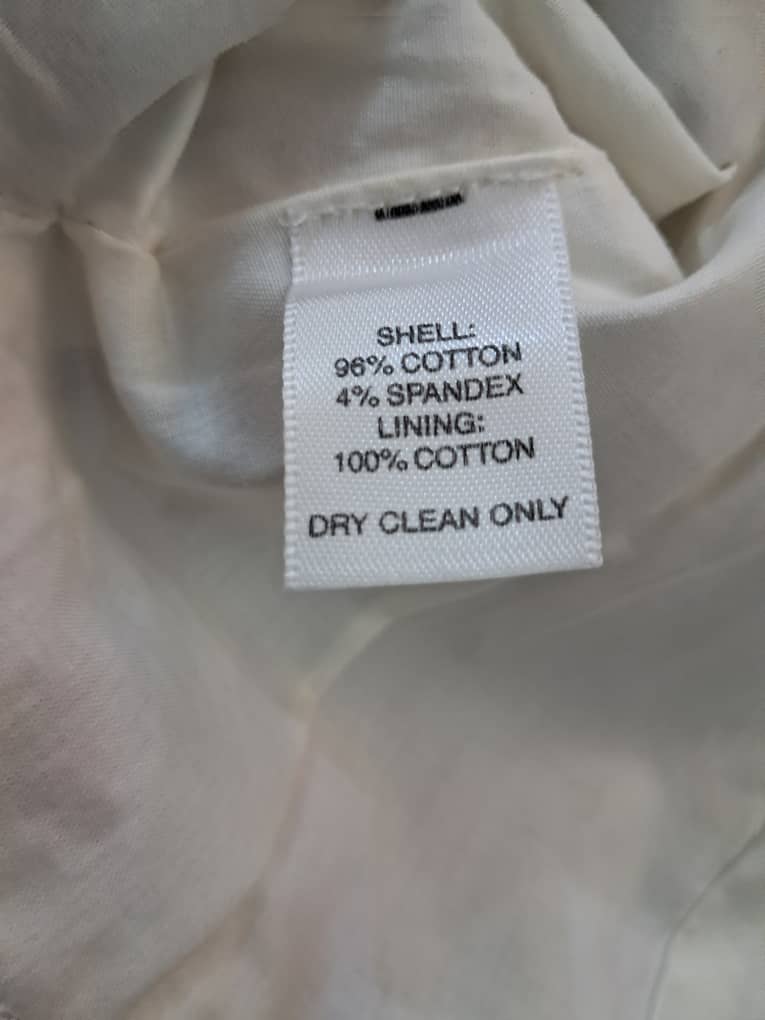 SHELL:
96% COTTON
4% SPANDEX
LINING:
100% COTTON
DRY CLEAN ONLY